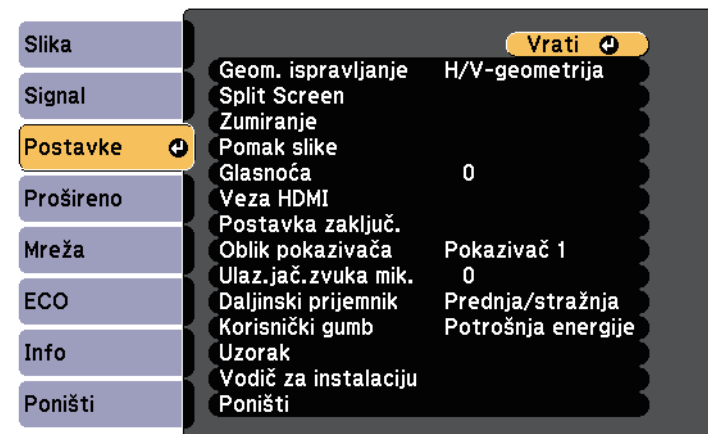 Slika
Signal
Postavke
Prošireno
Mreža
ECO
Info
Poništi
Vrati
Geom. ispravljanje H/V-geometrija
Split Screen
Zumiranje
Pomak slike
Glasnoća 0
Veza HDMI
Postavka zaključ.
Oblik pokazivača Pokazivač 1
Ulaz.jač.zvuka mik. 0
Daljinski prijemnik Prednja/stražnja
Korisnički gumb Potrošnja energije
Uzorak
Vodič za instalaciju
Poništi